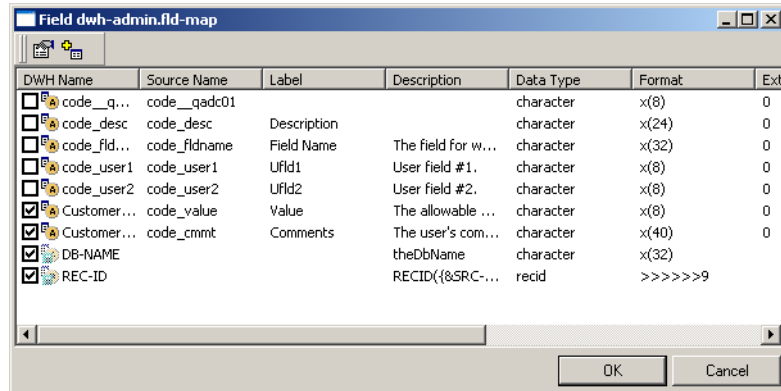 Field dwh-admin.fld-map
DWH Name Source Name Label Description Data Type Format Ext
code__q... code__qadc01 character x(8) 0
code_desc code_desc Description character x(24) 0
code_fld... code_fldname Field Name The field for w... character x(32) 0
code_user1 code_user1 Ufld1 User field #1. character x(8) 0
code_user2 code_user2 Ufld2 User field #2. character x(8) 0
Customer... code_value Value The allowable ... character x(8) 0
Customer... code_cmmt Comments The user's com... character x(40) 0
DB-NAME theDbName character x(32)
REC-ID RECID({&SRC-... recid >>>>>>9
OK Cancel